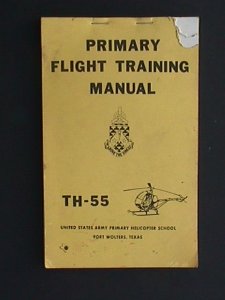 PRIMARY
FLIGHT TRAINING
MANUAL
TH-55
UNITED STATES ARMY PRIMARY HELICOPTER SCHOOL
FORT WOLTERS, TEXAS